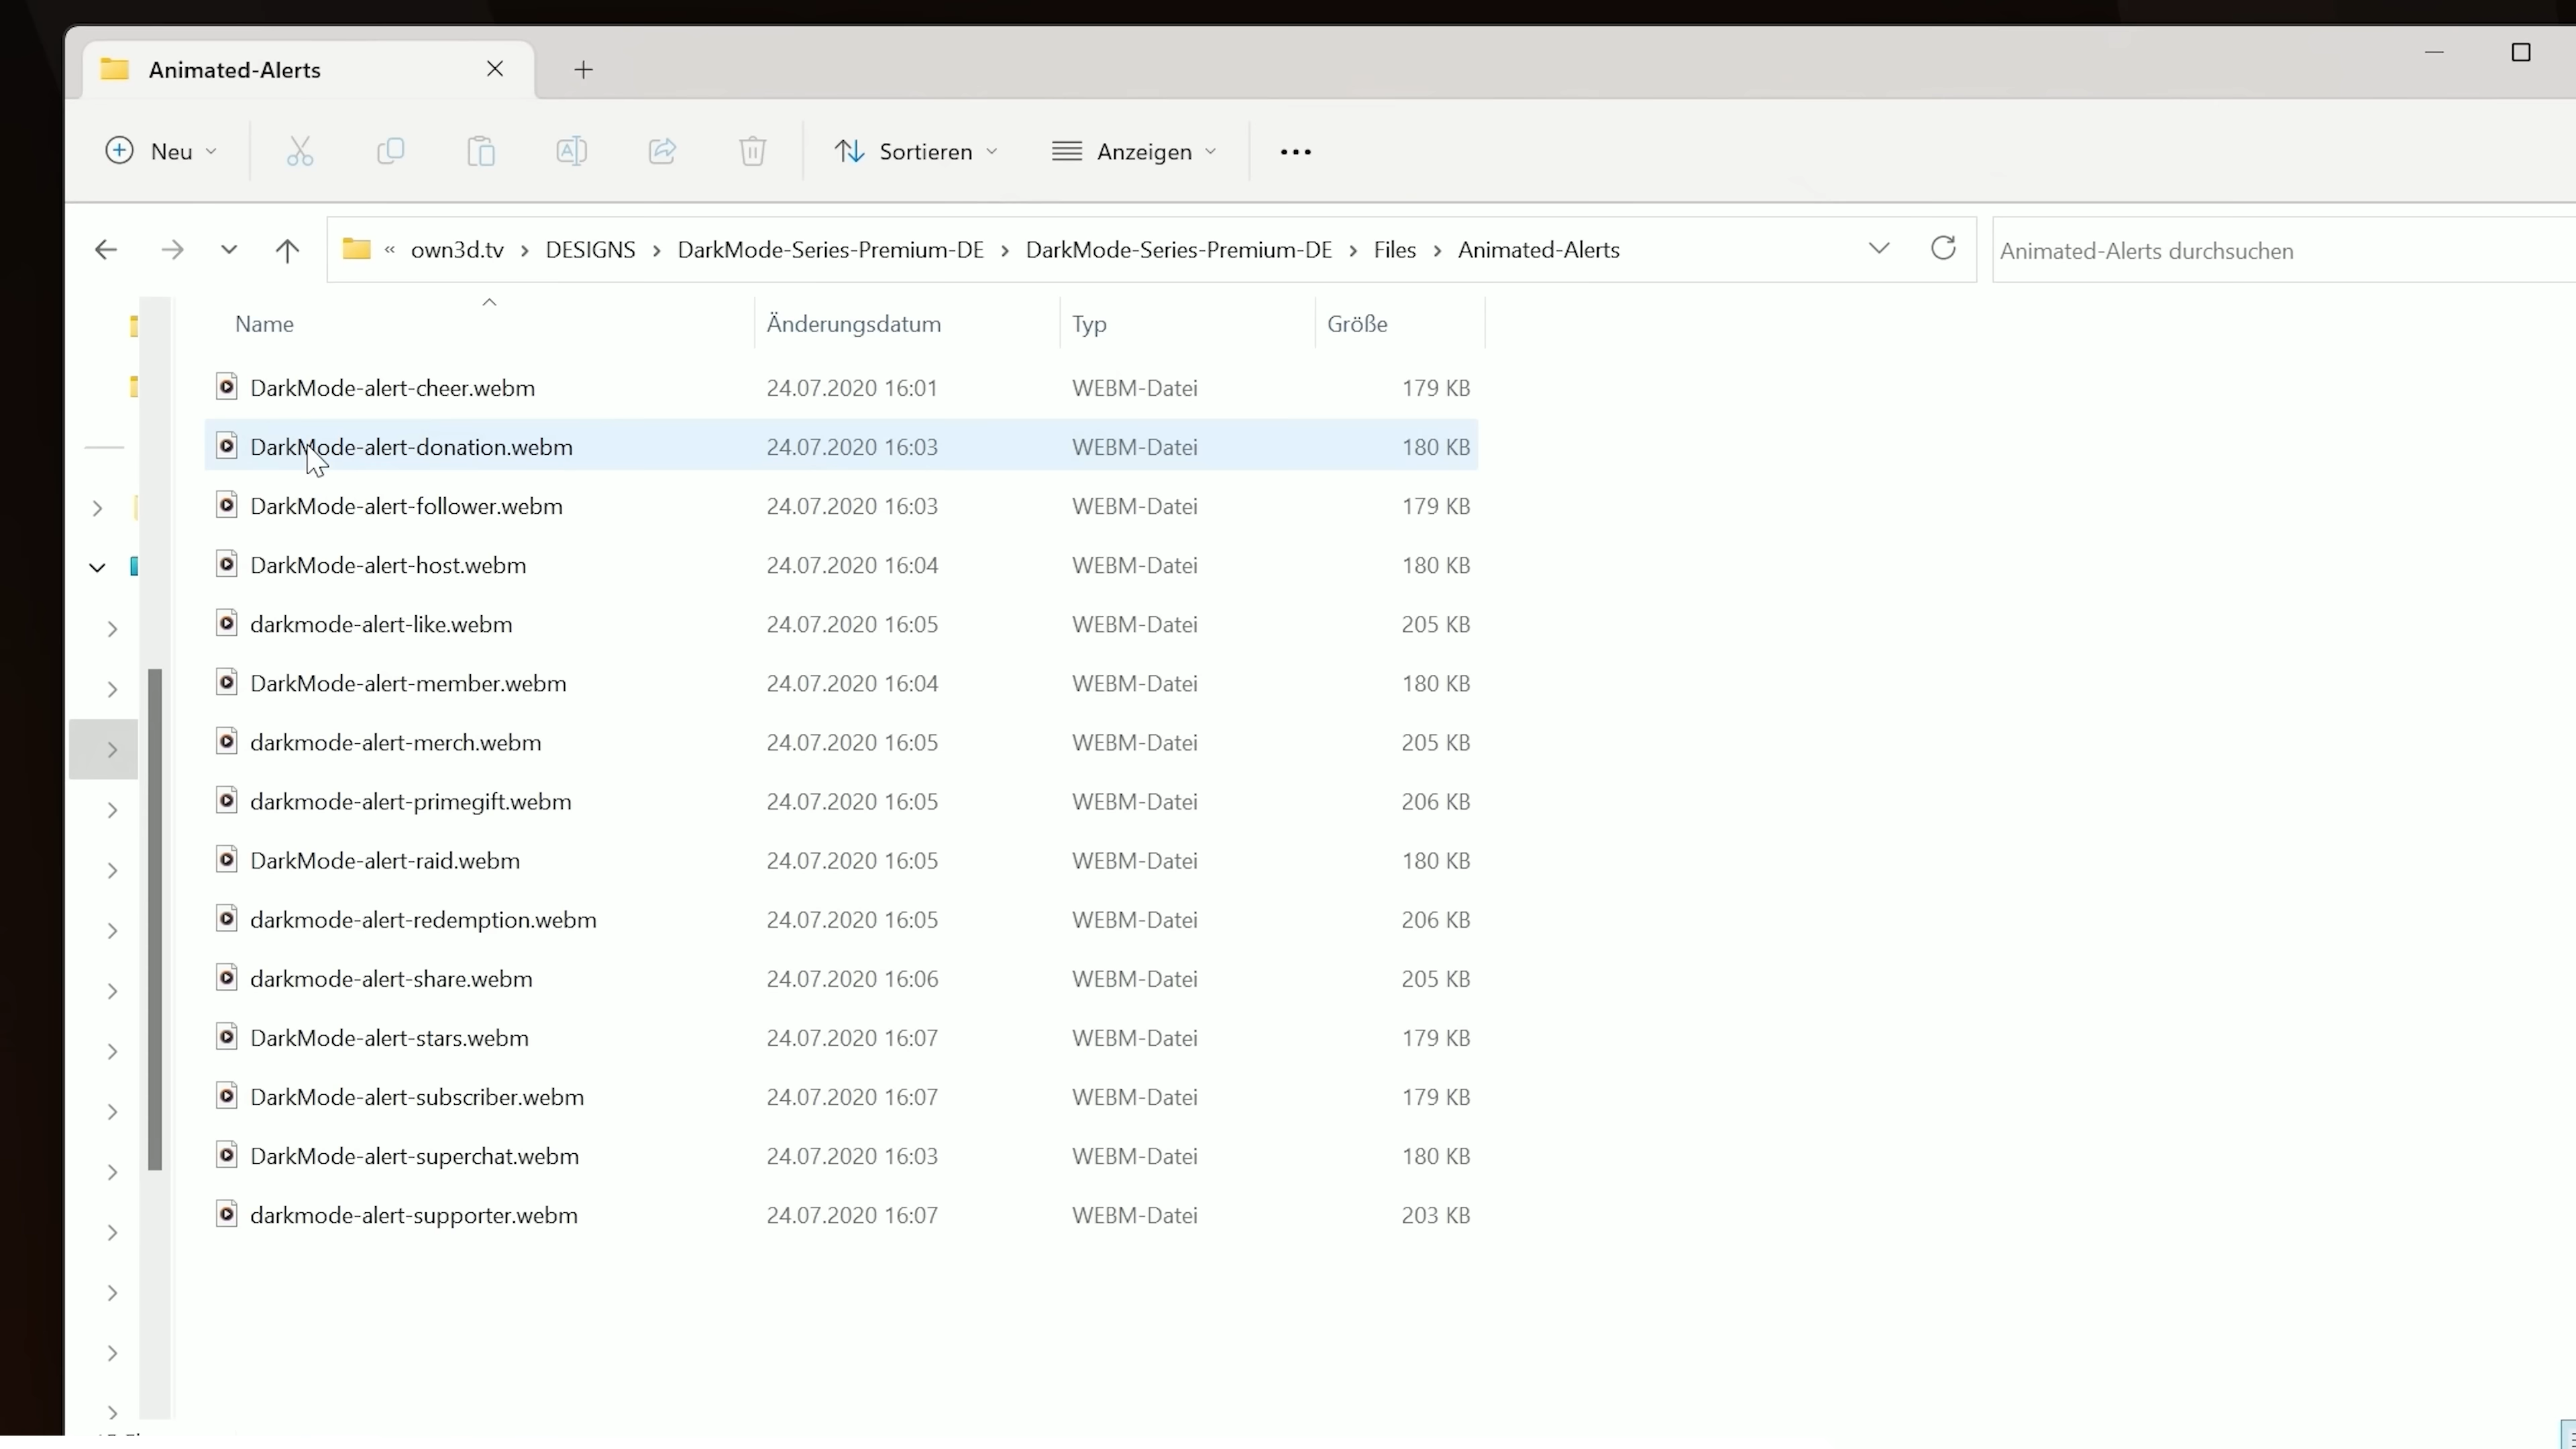 Animated-Alerts
Neu
Sortieren
Anzeigen
« own3d.tv > DESIGNS > DarkMode-Series-Premium-DE > DarkMode-Series-Premium-DE > Files > Animated-Alerts
Animated-Alerts durchsuchen
Name Änderungsdatum Typ Größe
DarkMode-alert-cheer.webm 24.07.2020 16:01 WEBM-Datei 179 KB
DarkMode-alert-donation.webm 24.07.2020 16:03 WEBM-Datei 180 KB
DarkMode-alert-follower.webm 24.07.2020 16:03 WEBM-Datei 179 KB
DarkMode-alert-host.webm 24.07.2020 16:04 WEBM-Datei 180 KB
darkmode-alert-like.webm 24.07.2020 16:05 WEBM-Datei 205 KB
DarkMode-alert-member.webm 24.07.2020 16:04 WEBM-Datei 180 KB
darkmode-alert-merch.webm 24.07.2020 16:05 WEBM-Datei 205 KB
darkmode-alert-primegift.webm 24.07.2020 16:05 WEBM-Datei 206 KB
DarkMode-alert-raid.webm 24.07.2020 16:05 WEBM-Datei 180 KB
darkmode-alert-redemption.webm 24.07.2020 16:05 WEBM-Datei 206 KB
darkmode-alert-share.webm 24.07.2020 16:06 WEBM-Datei 205 KB
DarkMode-alert-stars.webm 24.07.2020 16:07 WEBM-Datei 179 KB
DarkMode-alert-subscriber.webm 24.07.2020 16:07 WEBM-Datei 179 KB
DarkMode-alert-superchat.webm 24.07.2020 16:03 WEBM-Datei 180 KB
darkmode-alert-supporter.webm 24.07.2020 16:07 WEBM-Datei 203 KB